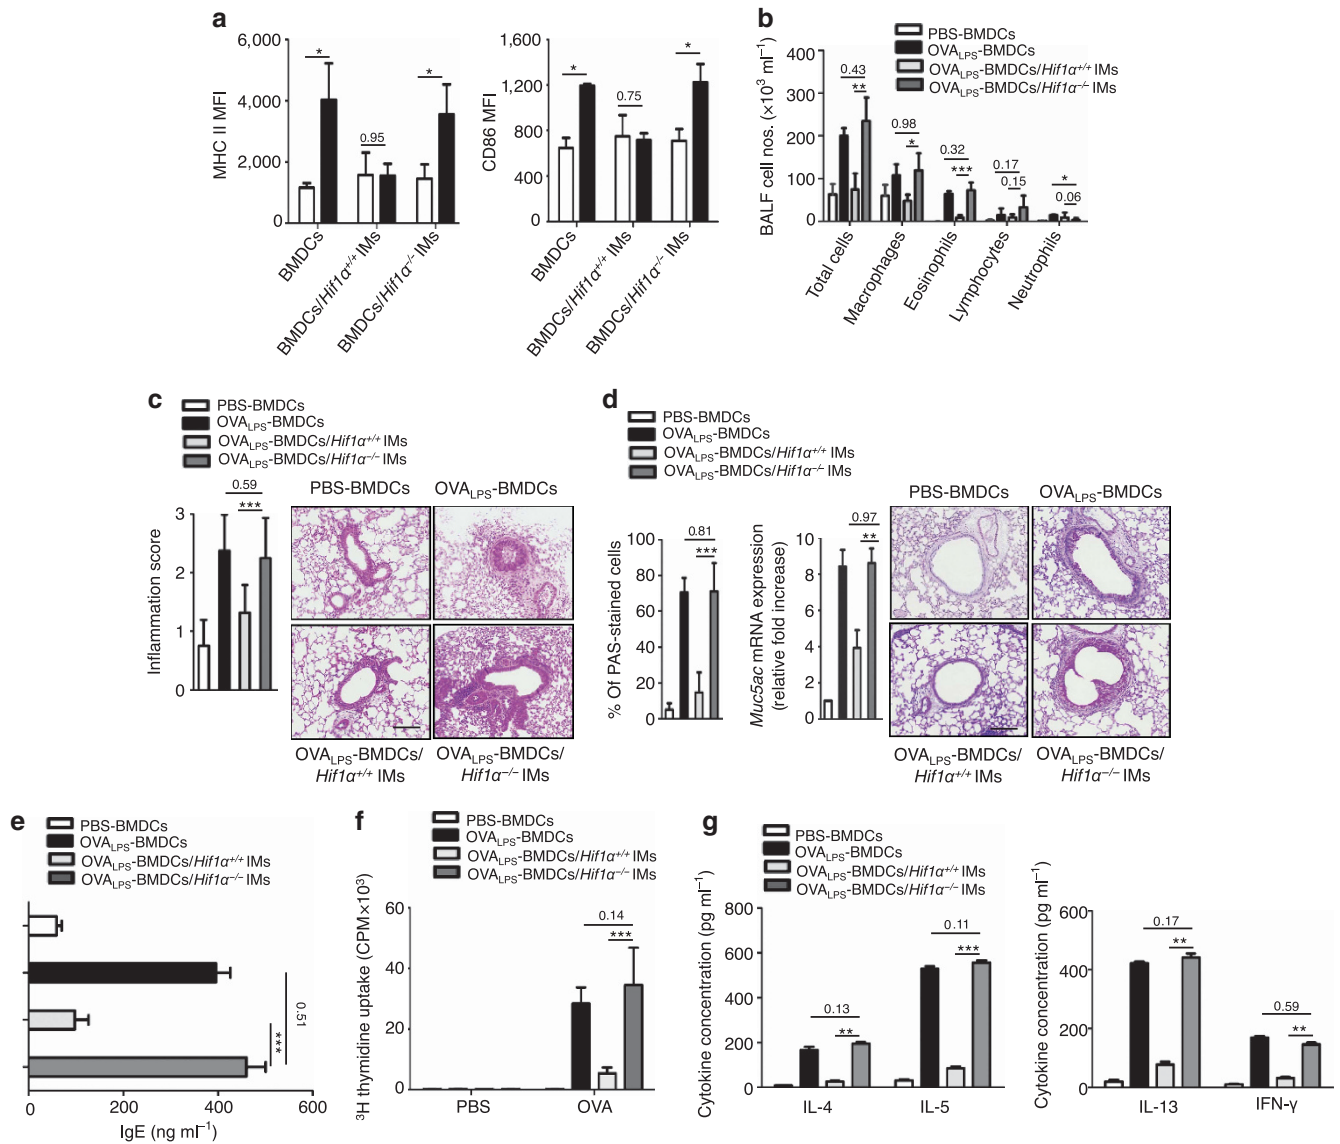 a
6,000
4,000
2,000
0
MHC II MFI
*
0.95
*
BMDCs
BMDCs/Hif1α+/+ IMs
BMDCs/Hif1α−/− IMs
1,600
1,200
800
400
0
CD86 MFI
*
0.75
*
BMDCs
BMDCs/Hif1α+/+ IMs
BMDCs/Hif1α−/− IMs
b
PBS-BMDCs
OVALPS-BMDCs
OVALPS-BMDCs/Hif1α+/+ IMs
OVALPS-BMDCs/Hif1α−/− IMs
400
300
200
100
0
BALF cell nos. (×10³ ml⁻¹)
0.43
**
0.98
*
0.32
***
0.17
0.15
*
0.06
Total cells
Macrophages
Eosinophils
Lymphocytes
Neutrophils
c
PBS-BMDCs
OVALPS-BMDCs
OVALPS-BMDCs/Hif1α+/+ IMs
OVALPS-BMDCs/Hif1α−/− IMs
0.59
***
3
2
1
0
Inflammation score
PBS-BMDCs
OVALPS-BMDCs
OVALPS-BMDCs/
Hif1α+/+ IMs
OVALPS-BMDCs/
Hif1α−/− IMs
d
PBS-BMDCs
OVALPS-BMDCs
OVALPS-BMDCs/Hif1α+/+ IMs
OVALPS-BMDCs/Hif1α−/− IMs
0.81
***
100
80
60
40
20
0
% Of PAS-stained cells
0.97
**
10
8
6
4
2
0
Muc5ac mRNA expression
(relative fold increase)
PBS-BMDCs
OVALPS-BMDCs
OVALPS-BMDCs/
Hif1α+/+ IMs
OVALPS-BMDCs/
Hif1α−/− IMs
e
PBS-BMDCs
OVALPS-BMDCs
OVALPS-BMDCs/Hif1α+/+ IMs
OVALPS-BMDCs/Hif1α−/− IMs
0.51
***
0
200
400
600
IgE (ng ml⁻¹)
f
PBS-BMDCs
OVALPS-BMDCs
OVALPS-BMDCs/Hif1α+/+ IMs
OVALPS-BMDCs/Hif1α−/− IMs
60
40
20
0
³H thymidine uptake (CPM×10³)
0.14
***
PBS
OVA
g
PBS-BMDCs
OVALPS-BMDCs
OVALPS-BMDCs/Hif1α+/+ IMs
OVALPS-BMDCs/Hif1α−/− IMs
800
600
400
200
0
Cytokine concentration (pg ml⁻¹)
0.13
**
0.11
***
IL-4
IL-5
600
400
200
0
Cytokine concentration (pg ml⁻¹)
0.17
**
0.59
**
IL-13
IFN-γ